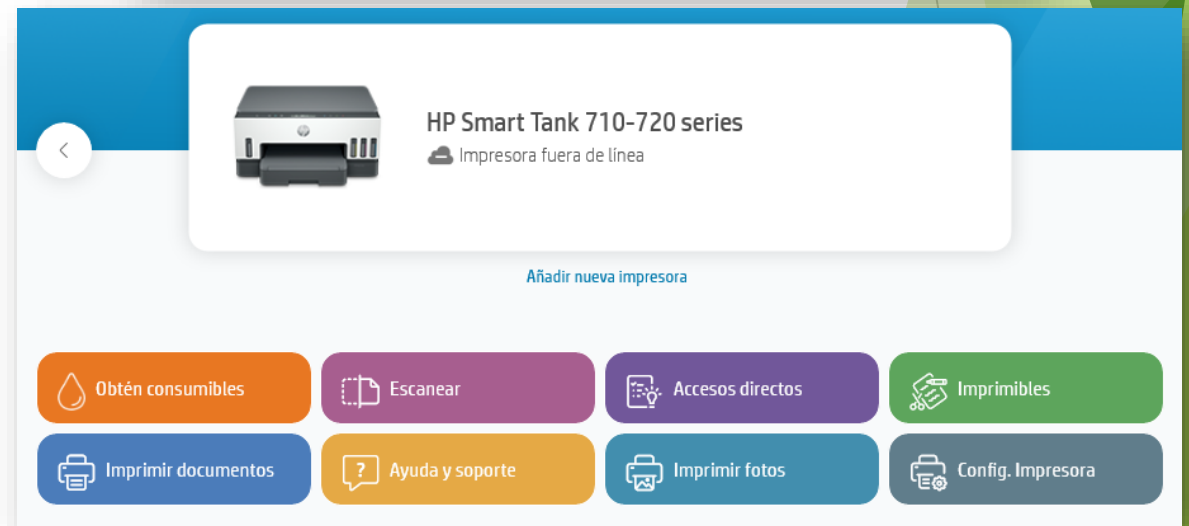 HP Smart Tank 710-720 series
Impresora fuera de línea
Añadir nueva impresora
Obtén consumibles
Escanear
Accesos directos
Imprimibles
Imprimir documentos
Ayuda y soporte
Imprimir fotos
Config. Impresora